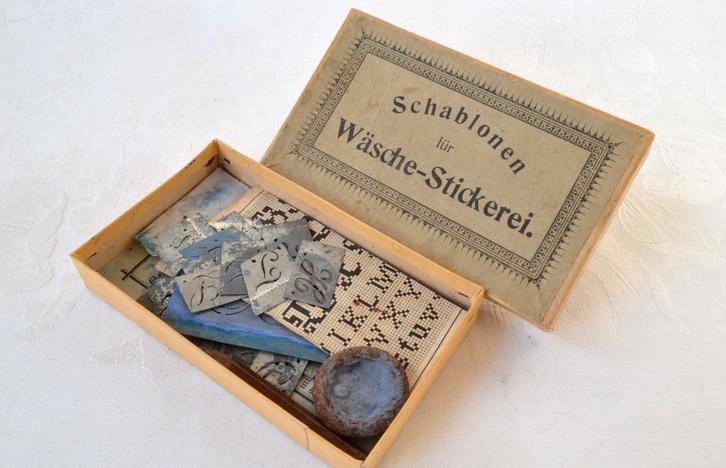 Schablonen
für
Wäsche-Stickerei.
I K L M
V X X Y
t u v